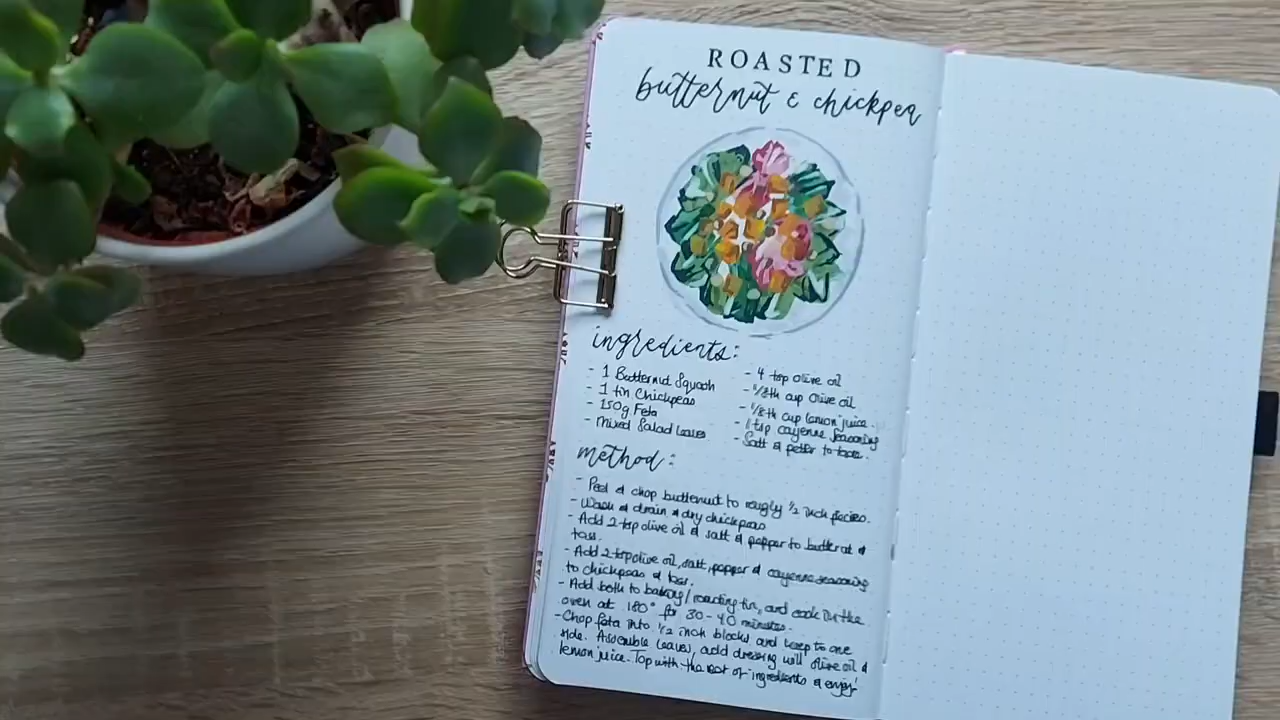 ROASTED
butternut & chickpea
ingredients:
- 1 Butternut Squash
- 1 tin Chickpeas
- 150g Feta
- Mixed Salad Leaves
- 4 tsp olive oil
- 1/8th cup Olive oil
- 1/8th cup lemon juice.
- 1 tsp cayenne seasoning
- Salt & pepper to taste.
method:
- Peel & chop butternut to roughly 1/2 inch pieces.
- Wash & drain & dry chickpeas
- Add 2 tsp olive oil & salt & pepper to butternut &
toss.
- Add 2 tsp olive oil, salt, pepper & cayenne seasoning
to chickpeas & toss.
- Add both to baking/roasting tin, and cook in the
oven at 180° for 30-40 minutes.
- Chop feta into 1/2 inch blocks and keep to one
side. Assemble leaves, add dressing will olive oil &
lemon juice. Top with the rest of ingredients & enjoy!